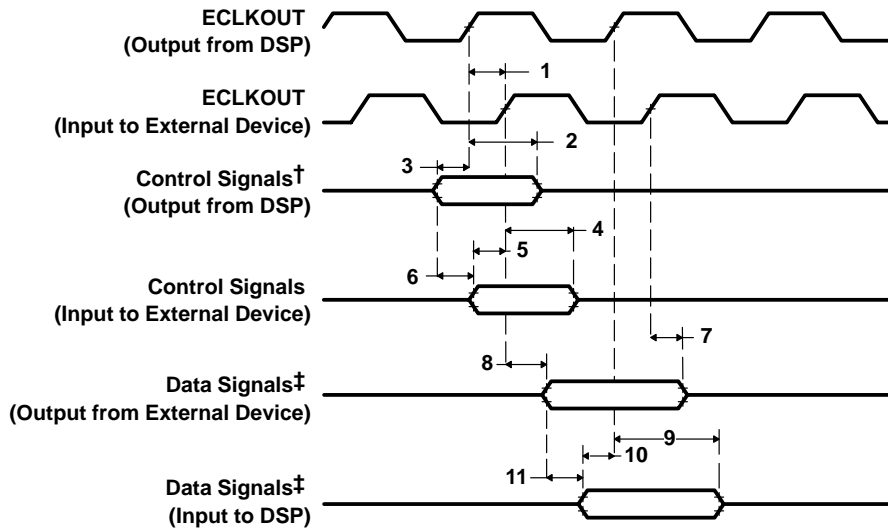 ECLKOUT
(Output from DSP)
1
ECLKOUT
(Input to External Device)
2
3
Control Signals†
(Output from DSP)
4
5
6
Control Signals
(Input to External Device)
7
8
Data Signals‡
(Output from External Device)
9
10
11
Data Signals‡
(Input to DSP)